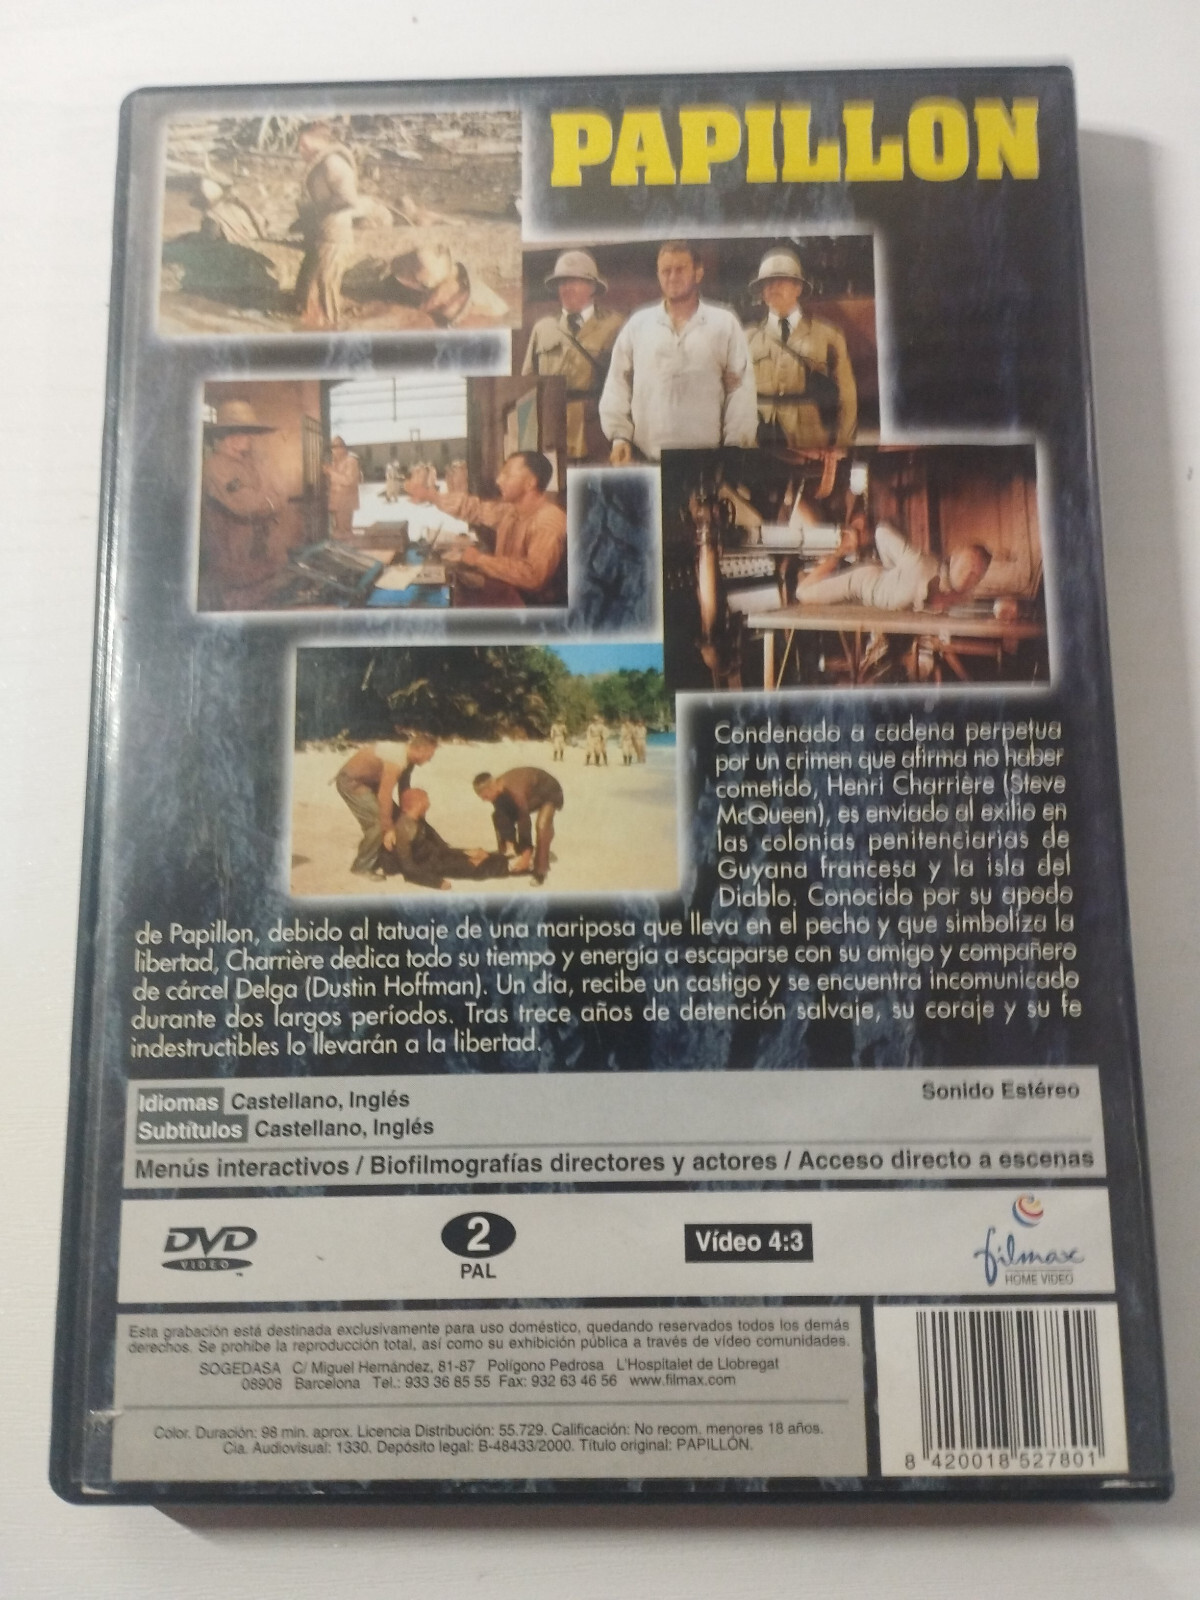 PAPILLON
Condenado a cadena perpetua
por un crimen que afirma no haber
cometido, Henri Charrière (Steve
McQueen), es enviado al exilio en
las colonias penitenciarias de
Guyana francesa y la isla del
Diablo. Conocido por su apodo
de Papillon, debido al tatuaje de una mariposa que lleva en el pecho y que simboliza la
libertad, Charrière dedica todo su tiempo y energía a escaparse con su amigo y compañero
de cárcel Delga (Dustin Hoffman). Un día, recibe un castigo y se encuentra incomunicado
durante dos largos períodos. Tras trece años de detención salvaje, su coraje y su fe
indestructibles lo llevarán a la libertad.
Idiomas Castellano, Inglés
Sonido Estéreo
Subtítulos Castellano, Inglés
Menús interactivos / Biofilmografías directores y actores / Acceso directo a escenas
DVD
VIDEO
2
PAL
Vídeo 4:3
filmax
HOME VIDEO
Esta grabación está destinada exclusivamente para uso doméstico, quedando reservados todos los demás
derechos. Se prohibe la reproducción total, así como su exhibición pública a través de vídeo comunidades.
SOGEDASA C/ Miguel Hernández, 81-87 Polígono Pedrosa L'Hospitalet de Llobregat
08908 Barcelona Tel.: 933 36 85 55 Fax: 932 63 46 56 www.filmax.com
Color. Duración: 98 min. aprox. Licencia Distribución: 55.729. Calificación: No recom. menores 18 años.
Cia. Audiovisual: 1330. Depósito legal: B-48433/2000. Título original: PAPILLÓN.
8 420018 527801